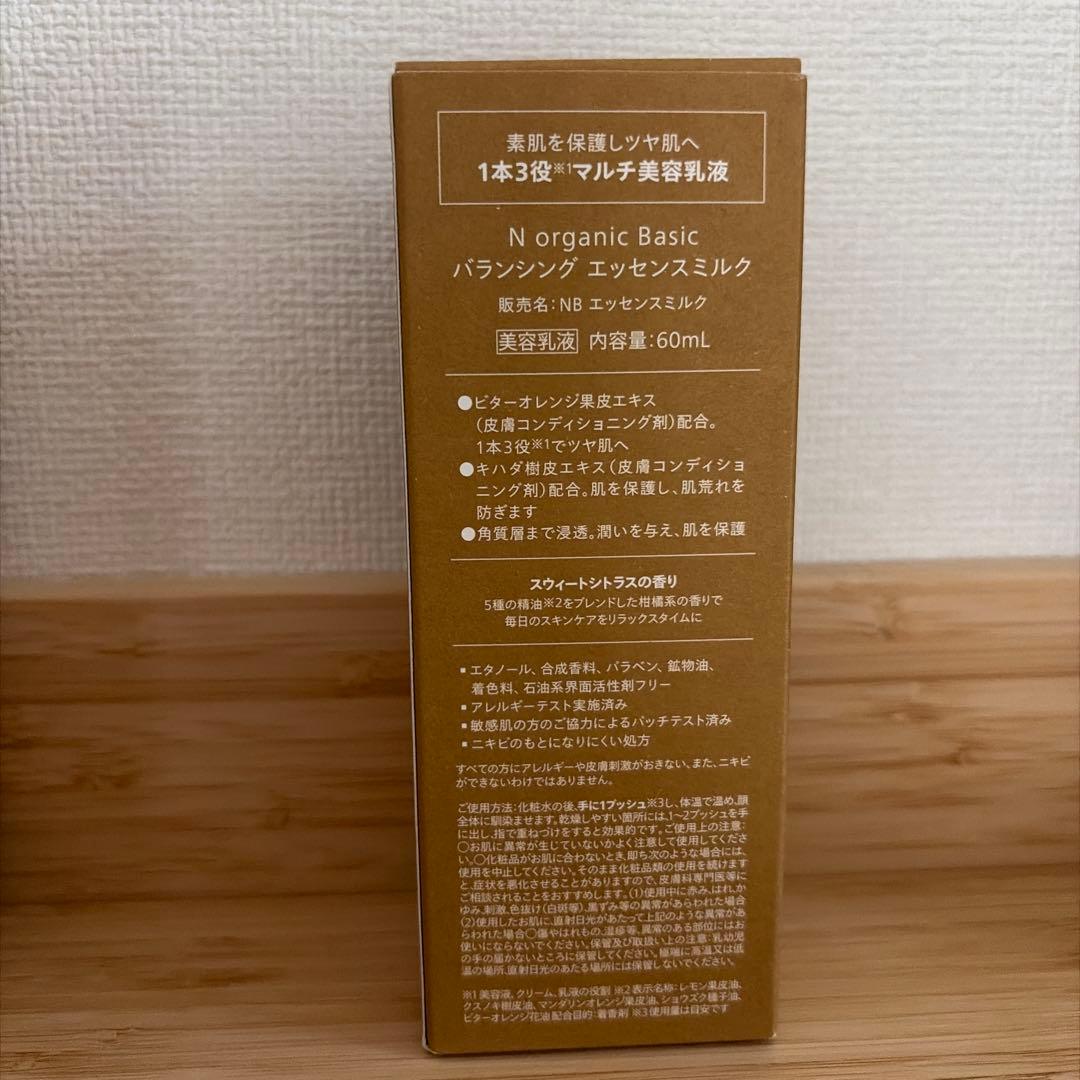 素肌を保護しツヤ肌へ
1本3役※1マルチ美容乳液
N organic Basic
バランシング エッセンスミルク
販売名：NB エッセンスミルク
美容乳液 内容量：60mL
●ビターオレンジ果皮エキス
（皮膚コンディショニング剤）配合。
1本3役※1でツヤ肌へ
●キハダ樹皮エキス（皮膚コンディショ
ニング剤）配合。肌を保護し、肌荒れを
防ぎます
●角質層まで浸透。潤いを与え、肌を保護
スウィートシトラスの香り
5種の精油※2をブレンドした柑橘系の香りで
毎日のスキンケアをリラックスタイムに
▪エタノール、合成香料、パラベン、鉱物油、
着色料、石油系界面活性剤フリー
▪アレルギーテスト実施済み
▪敏感肌の方のご協力によるパッチテスト済み
▪ニキビのもとになりにくい処方
すべての方にアレルギーや皮膚刺激がおきない、また、ニキビ
ができないわけではありません。
ご使用方法：化粧水の後、手に1プッシュ※3し、体温で温め、顔
全体に馴染ませます。乾燥しやすい箇所には、1〜2プッシュを手
に出し、指で重ねづけをすると効果的です。ご使用上の注意：
○お肌に異常が生じていないかよく注意して使用してくださ
い。○化粧品がお肌に合わないとき、即ち次のような場合には、
使用を中止してください。そのまま化粧品類の使用を続けます
と、症状を悪化させることがありますので、皮膚科専門医等に
ご相談されることをおすすめします。（1）使用中に赤み、はれ、か
ゆみ、刺激、色抜け（白斑等）、黒ずみ等の異常があらわれた場合
（2）使用したお肌に、直射日光があたって上記のような異常があ
らわれた場合○傷やはれもの、湿疹等、異常のある部位にはお
使いにならないでください。保管及び取扱い上の注意：乳幼児
の手の届かないところに保管してください。極端に高温又は低
温の場所、直射日光のあたる場所には保管しないでください。
※1 美容液、クリーム、乳液の役割 ※2 表示名称：レモン果皮油、
クスノキ樹皮油、マンダリンオレンジ果皮油、ショウズク種子油、
ビターオレンジ花油 配合目的：着香剤 ※3 使用量は目安です